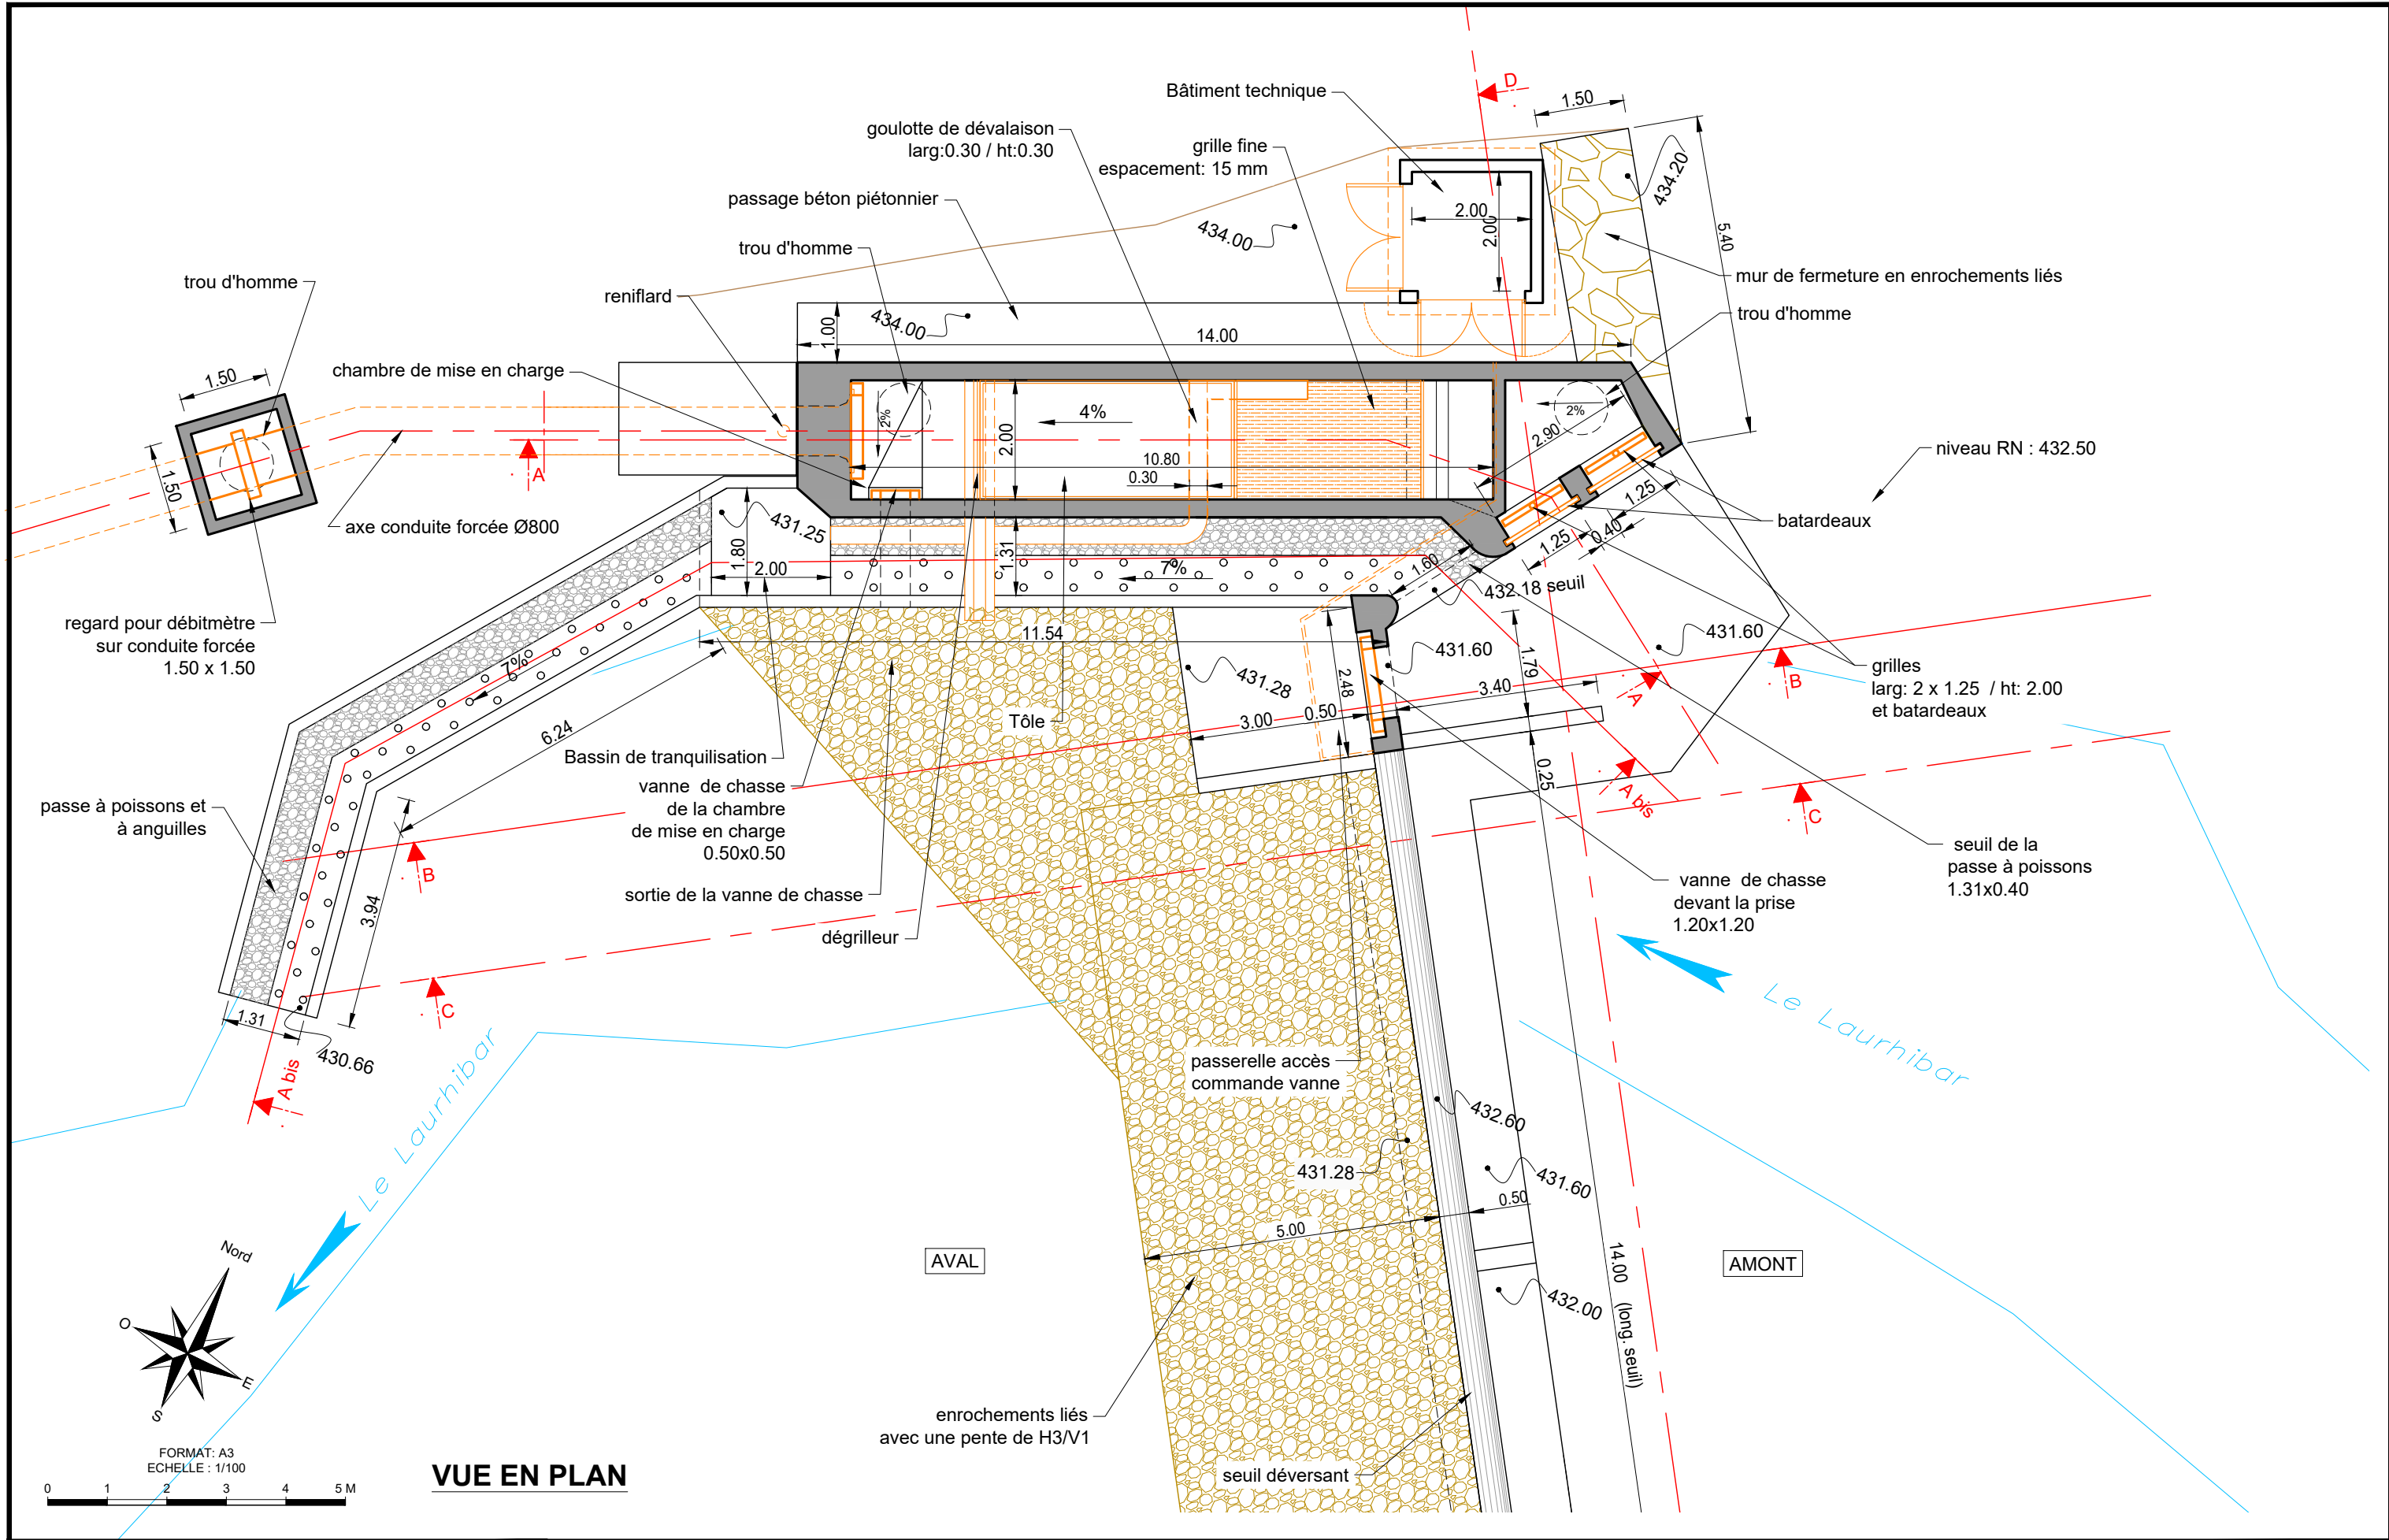 D
1.50
Bâtiment technique
goulotte de dévalaison
larg:0.30 / ht:0.30
grille fine
espacement: 15 mm
434.20
passage béton piétonnier
2.00
2.00
434.00
5.40
trou d'homme
mur de fermeture en enrochements liés
trou d'homme
reniflard
trou d'homme
434.00
1.00
14.00
chambre de mise en charge
1.50
2%
4%
2%
2.00
2.90
niveau RN : 432.50
A
10.80
0.30
1.50
1.25
axe conduite forcée Ø800
431.25
batardeaux
0.40
1.25
1.80
1.31
2.00
7%
1.60
432.18 seuil
regard pour débitmètre
sur conduite forcée
1.50 x 1.50
11.54
431.60
431.60
7%
1.79
grilles
larg: 2 x 1.25 / ht: 2.00
et batardeaux
431.28
2.48
3.40
A
B
Tôle
3.00
0.50
6.24
Bassin de tranquilisation
0.25
A bis
vanne de chasse
de la chambre
de mise en charge
0.50x0.50
passe à poissons et
à anguilles
C
B
seuil de la
passe à poissons
1.31x0.40
vanne de chasse
devant la prise
1.20x1.20
sortie de la vanne de chasse
3.94
dégrilleur
C
1.31
430.66
A bis
Le Laurhibar
Le Laurhibar
passerelle accès
commande vanne
432.60
431.28
431.60
0.50
5.00
AVAL
AMONT
14.00 (long. seuil)
432.00
Nord
O
E
S
enrochements liés
avec une pente de H3/V1
seuil déversant
FORMAT: A3
ECHELLE : 1/100
VUE EN PLAN
0 1 2 3 4 5 M